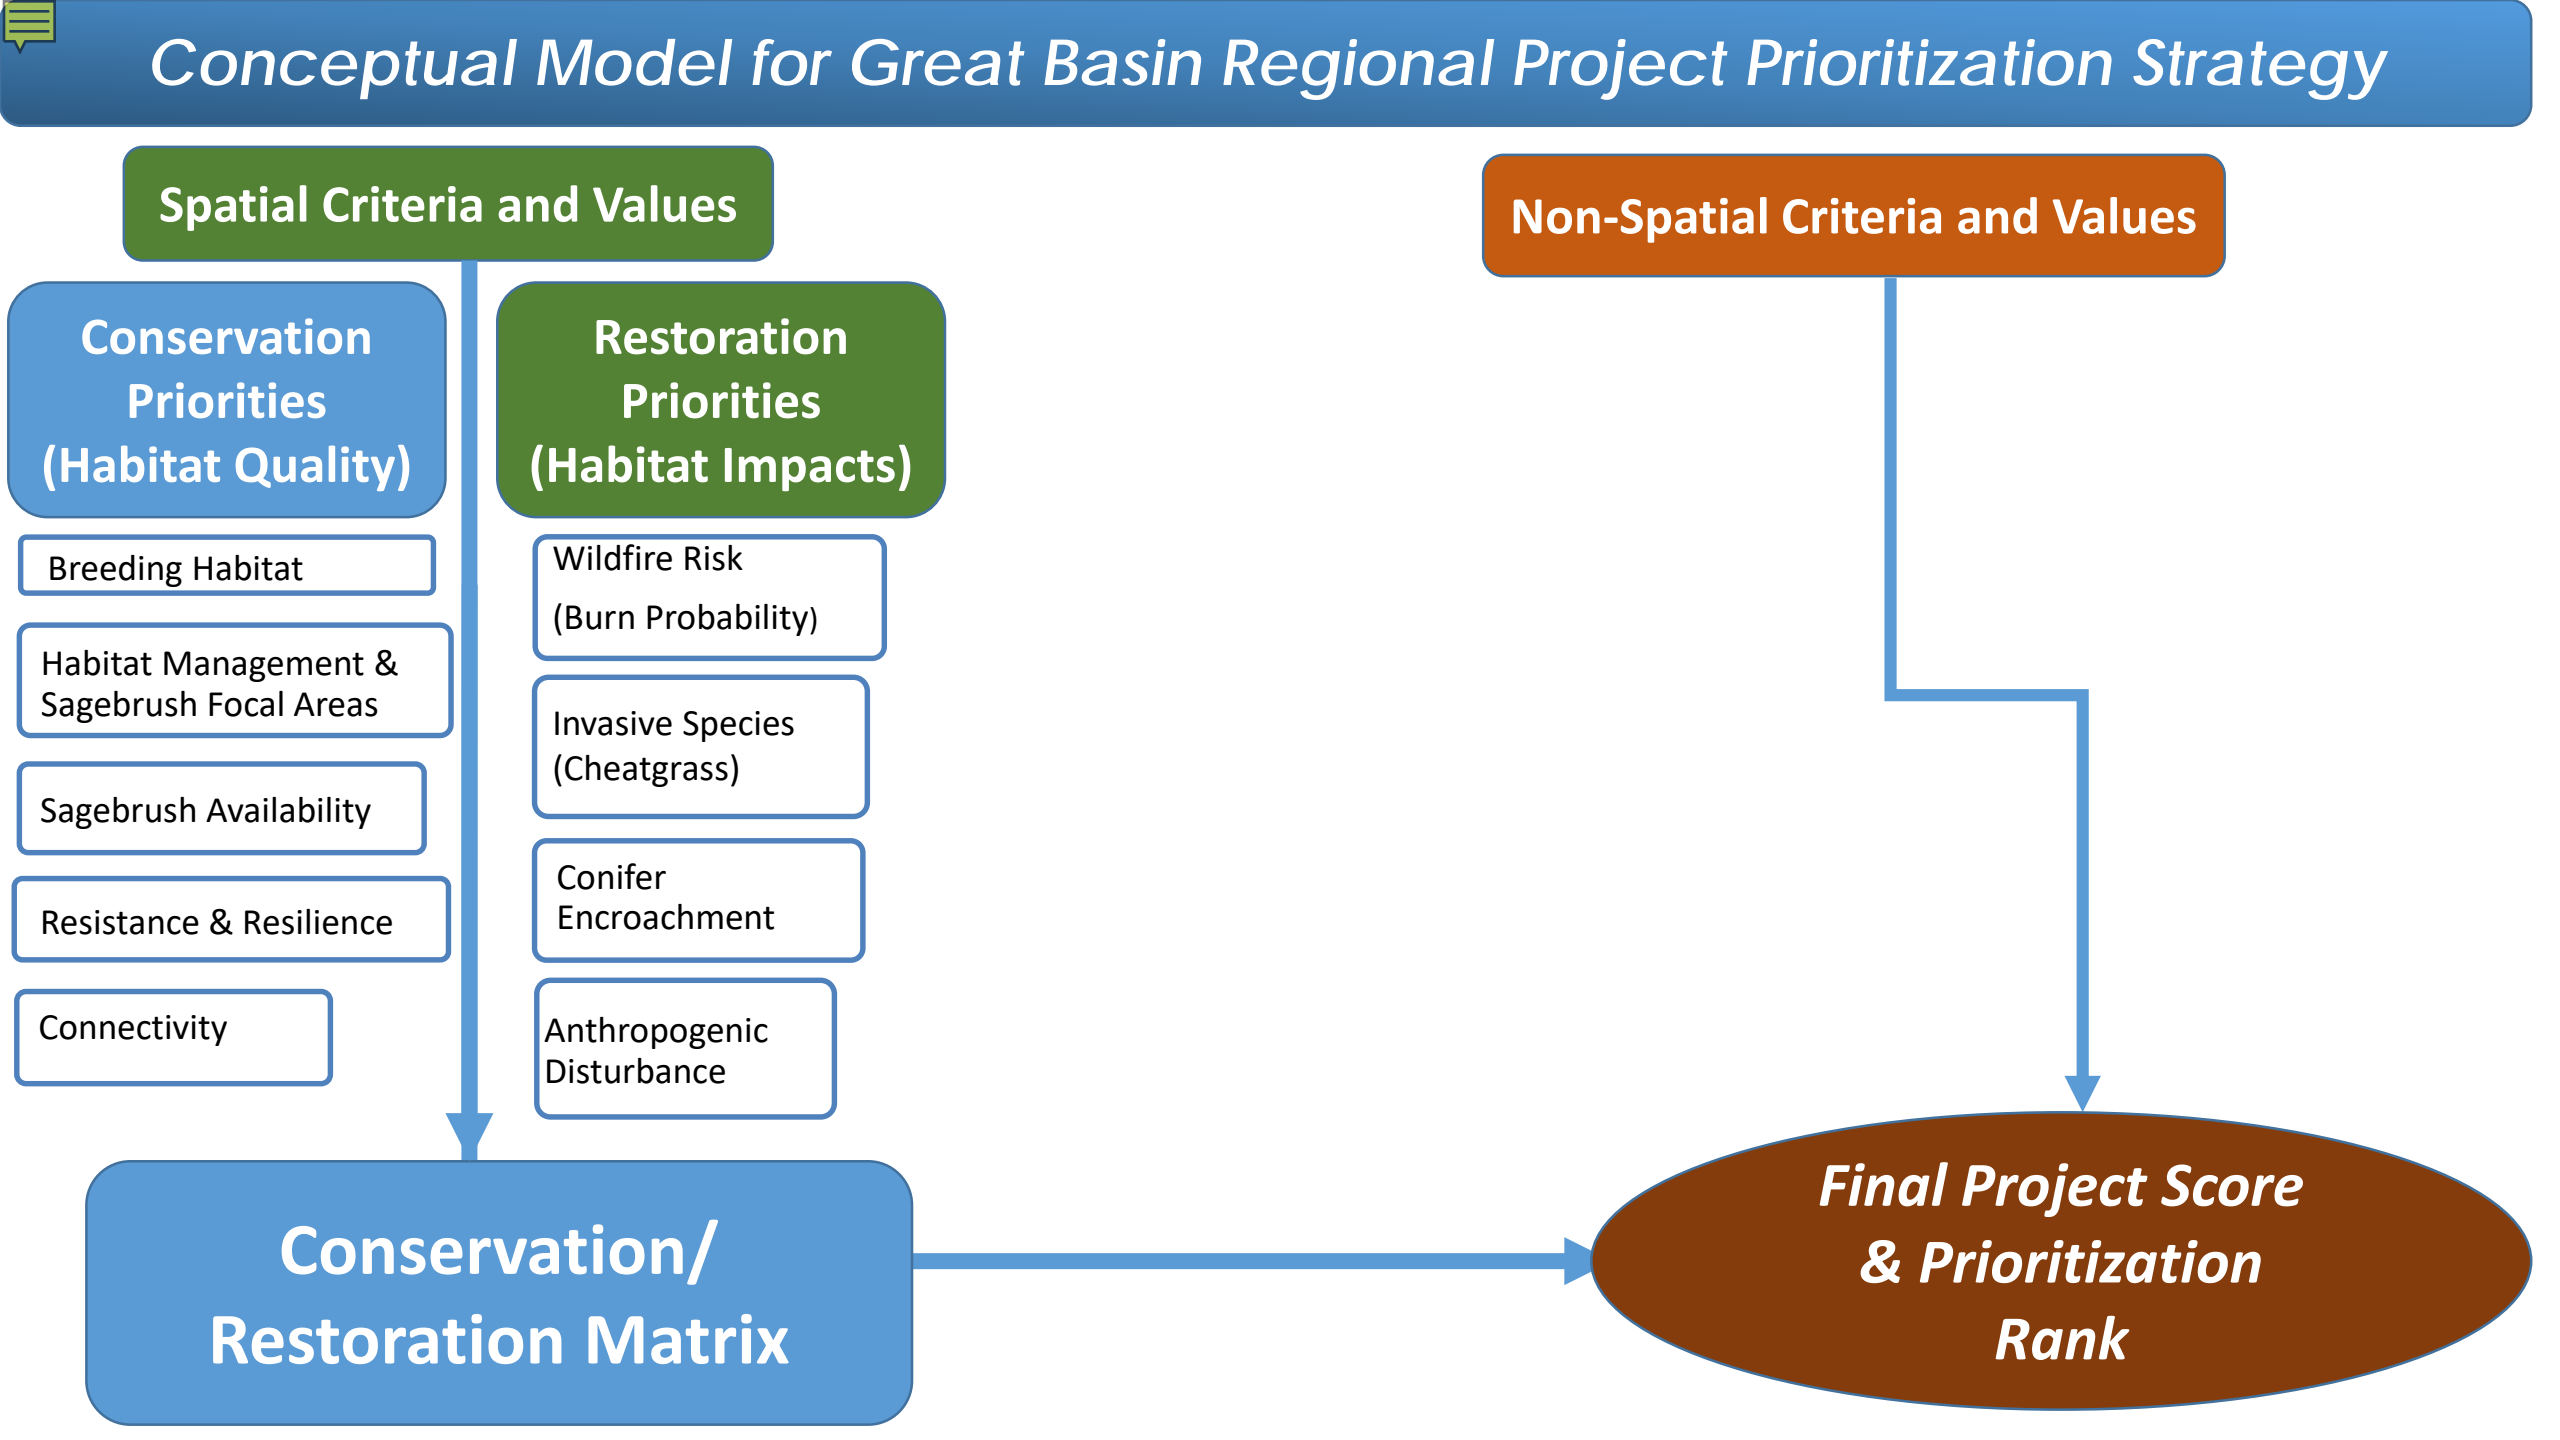 Conceptual Model for Great Basin Regional Project Prioritization Strategy
Spatial Criteria and Values
Non-Spatial Criteria and Values
Conservation
Priorities
(Habitat Quality)
Breeding Habitat
Habitat Management &
Sagebrush Focal Areas
Sagebrush Availability
Resistance & Resilience
Connectivity
Restoration
Priorities
(Habitat Impacts)
Wildfire Risk
(Burn Probability)
Invasive Species
(Cheatgrass)
Conifer
Encroachment
Anthropogenic
Disturbance
Conservation/
Restoration Matrix
Final Project Score
& Prioritization
Rank